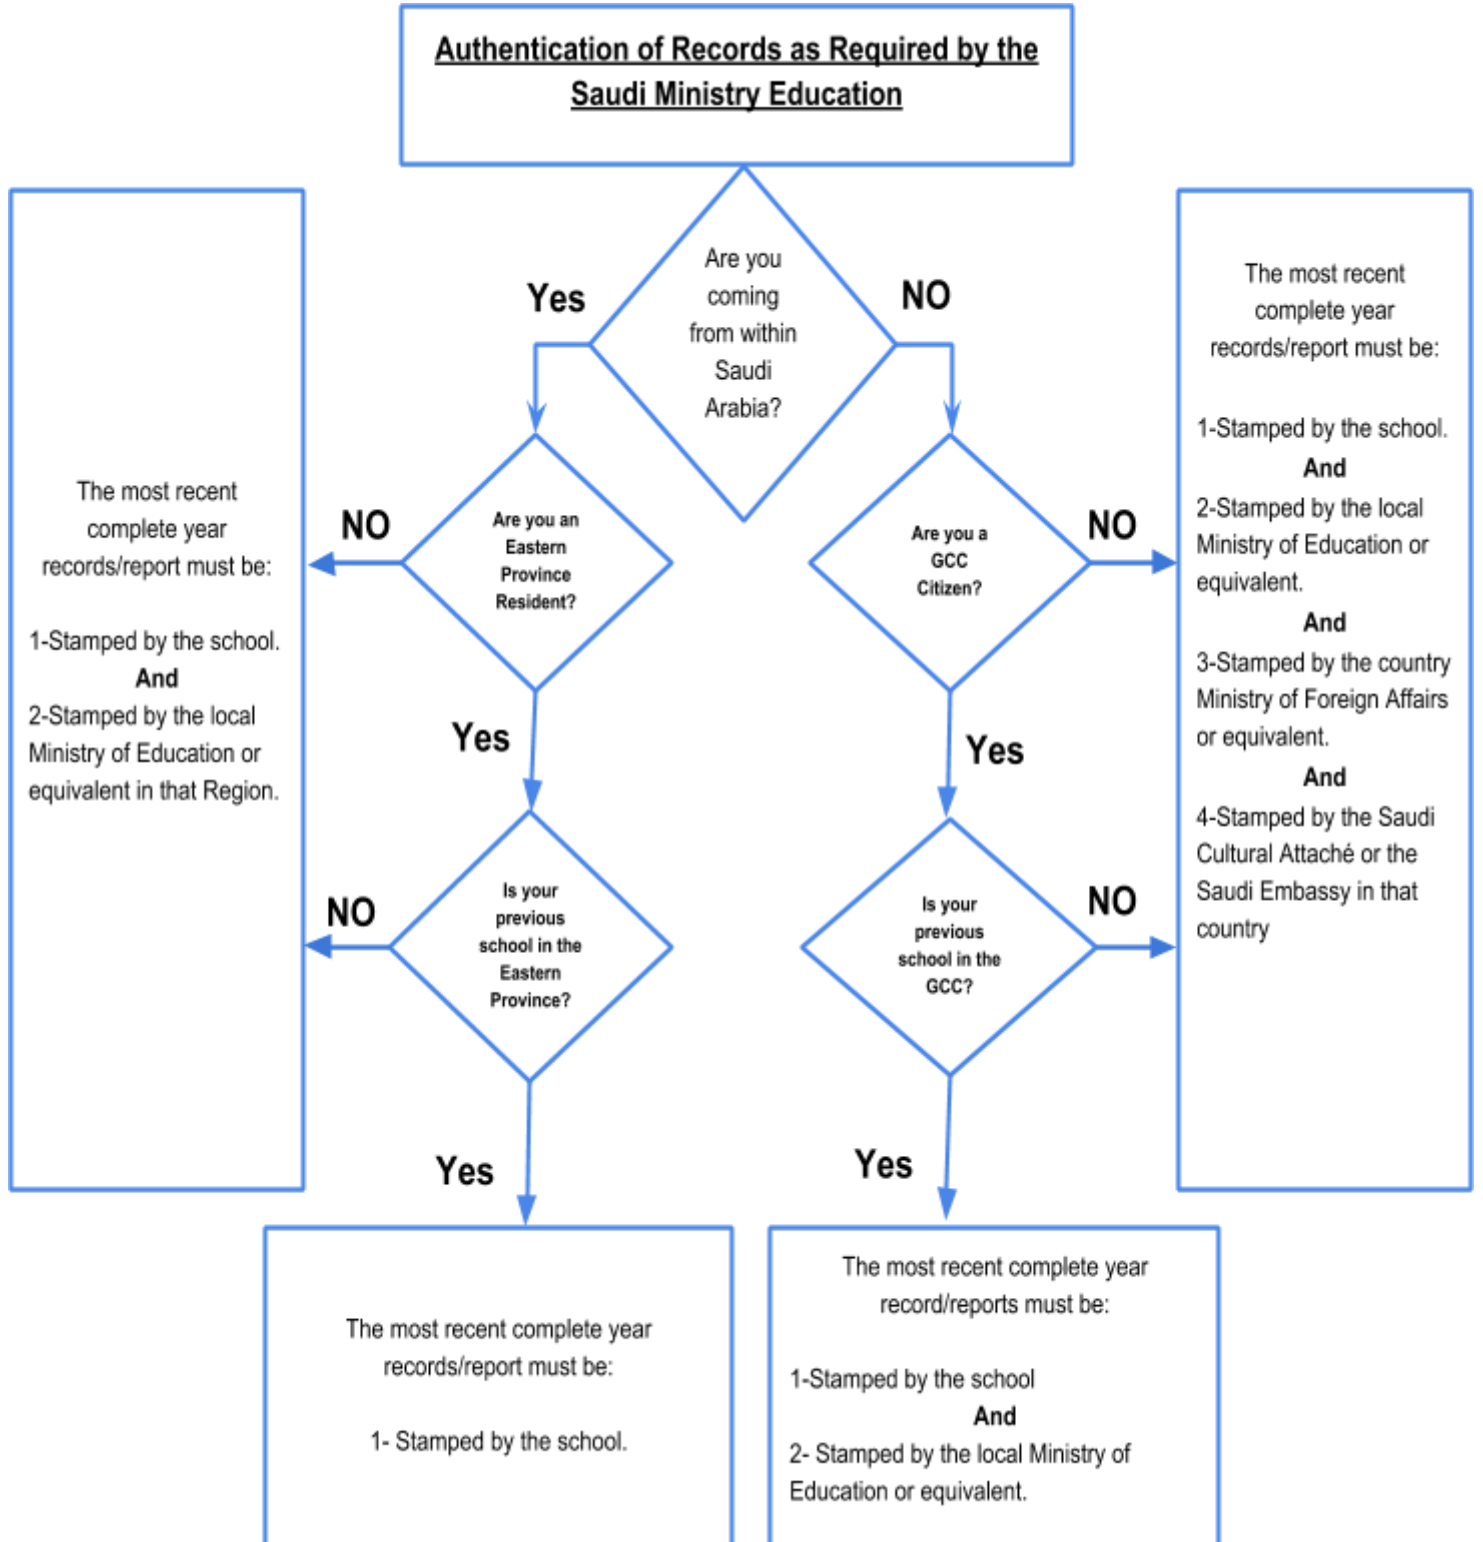 Authentication of Records as Required by the
Saudi Ministry Education
Are you
coming
from within
Saudi
Arabia?
Yes
NO
Are you an
Eastern
Province
Resident?
NO
Yes
The most recent
complete year
records/report must be:
1-Stamped by the school.
And
2-Stamped by the local
Ministry of Education or
equivalent in that Region.
Is your
previous
school in the
Eastern
Province?
NO
Yes
The most recent complete year
records/report must be:
1- Stamped by the school.
Are you a
GCC
Citizen?
NO
Yes
The most recent
complete year
records/report must be:
1-Stamped by the school.
And
2-Stamped by the local
Ministry of Education or
equivalent.
And
3-Stamped by the country
Ministry of Foreign Affairs
or equivalent.
And
4-Stamped by the Saudi
Cultural Attaché or the
Saudi Embassy in that
country
Is your
previous
school in the
GCC?
NO
Yes
The most recent complete year
record/reports must be:
1-Stamped by the school
And
2- Stamped by the local Ministry of
Education or equivalent.